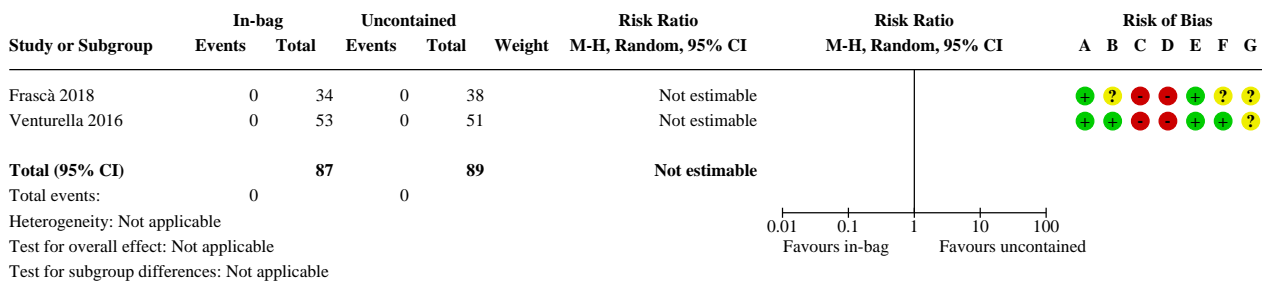 In-bag Uncontained Risk Ratio Risk Ratio Risk of Bias
Study or Subgroup Events Total Events Total Weight M-H, Random, 95% CI M-H, Random, 95% CI A B C D E F G
Frascà 2018 0 34 0 38 Not estimable + ? - - + ? ?
Venturella 2016 0 53 0 51 Not estimable + + - - + + ?
Total (95% CI) 87 89 Not estimable
Total events: 0 0
Heterogeneity: Not applicable
0.01 0.1 1 10 100
Test for overall effect: Not applicable Favours in-bag Favours uncontained
Test for subgroup differences: Not applicable